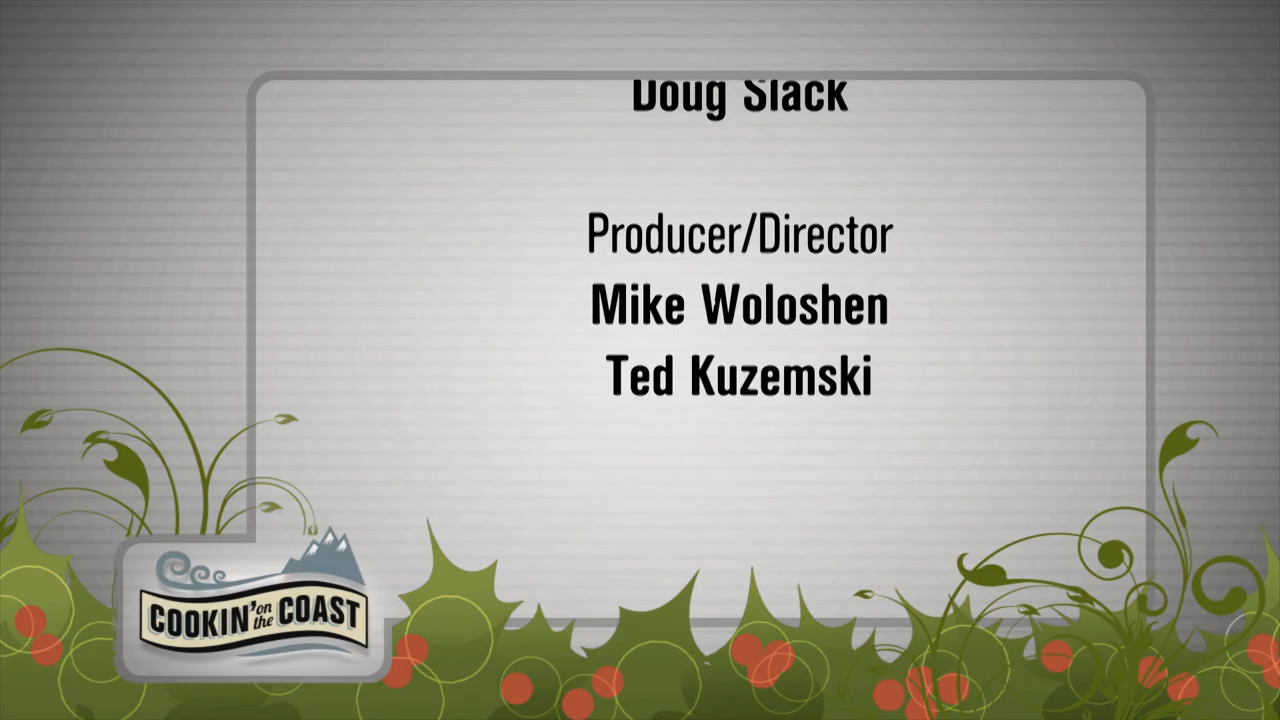 Doug Slack
Producer/Director
Mike Woloshen
Ted Kuzemski
COOKIN' on the COAST